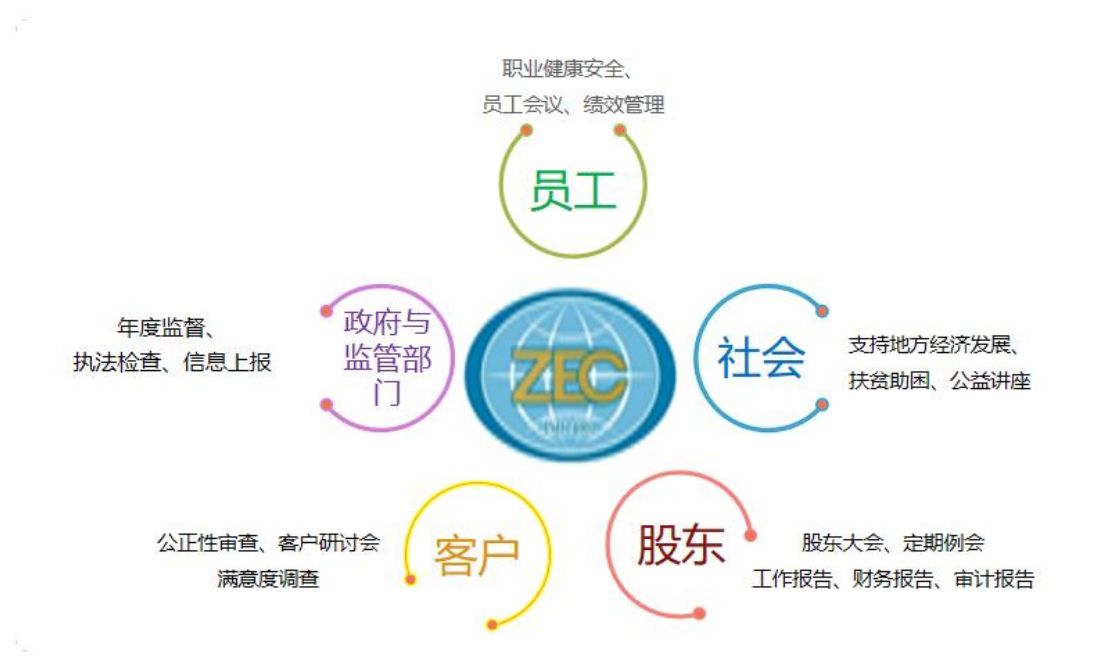 职业健康安全、
员工会议、绩效管理
员工
年度监督、
执法检查、信息上报
政府与
监管部
门
ZEC
社会
支持地方经济发展、
扶贫助困、公益讲座
公正性审查、客户研讨会
满意度调查
客户
股东
股东大会、定期例会
工作报告、财务报告、审计报告